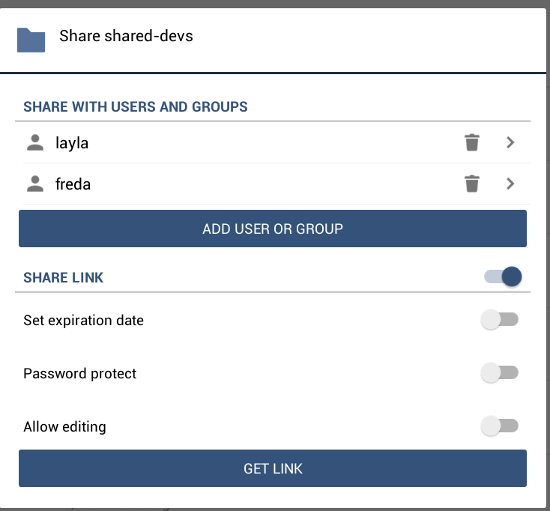 Share shared-devs
SHARE WITH USERS AND GROUPS
layla
freda
ADD USER OR GROUP
SHARE LINK
Set expiration date
Password protect
Allow editing
GET LINK